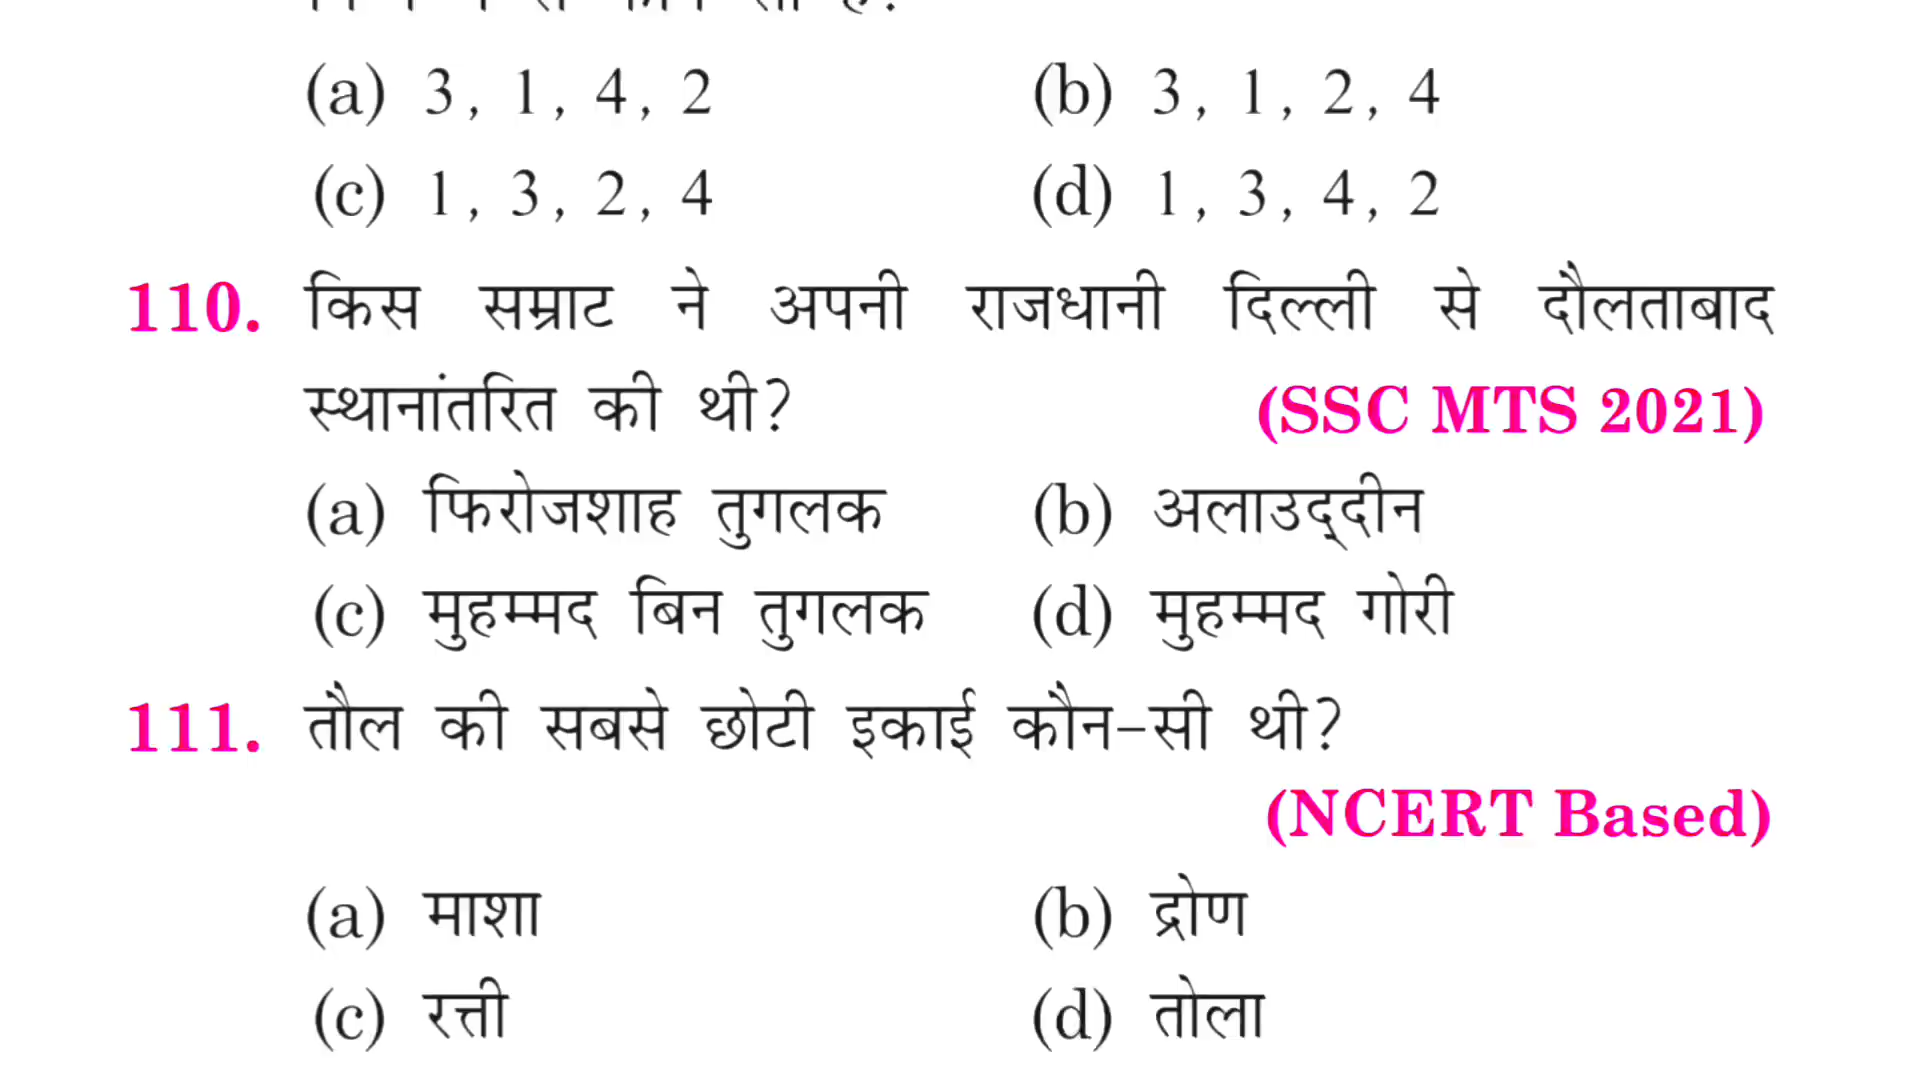 (a) 3, 1, 4, 2 (b) 3, 1, 2, 4
(c) 1, 3, 2, 4 (d) 1, 3, 4, 2
110. किस सम्राट ने अपनी राजधानी दिल्ली से दौलताबाद
स्थानांतरित की थी? (SSC MTS 2021)
(a) फिरोजशाह तुगलक (b) अलाउद्‌दीन
(c) मुहम्मद बिन तुगलक (d) मुहम्मद गोरी
111. तौल की सबसे छोटी इकाई कौन-सी थी?
(NCERT Based)
(a) माशा (b) द्रोण
(c) रत्ती (d) तोला